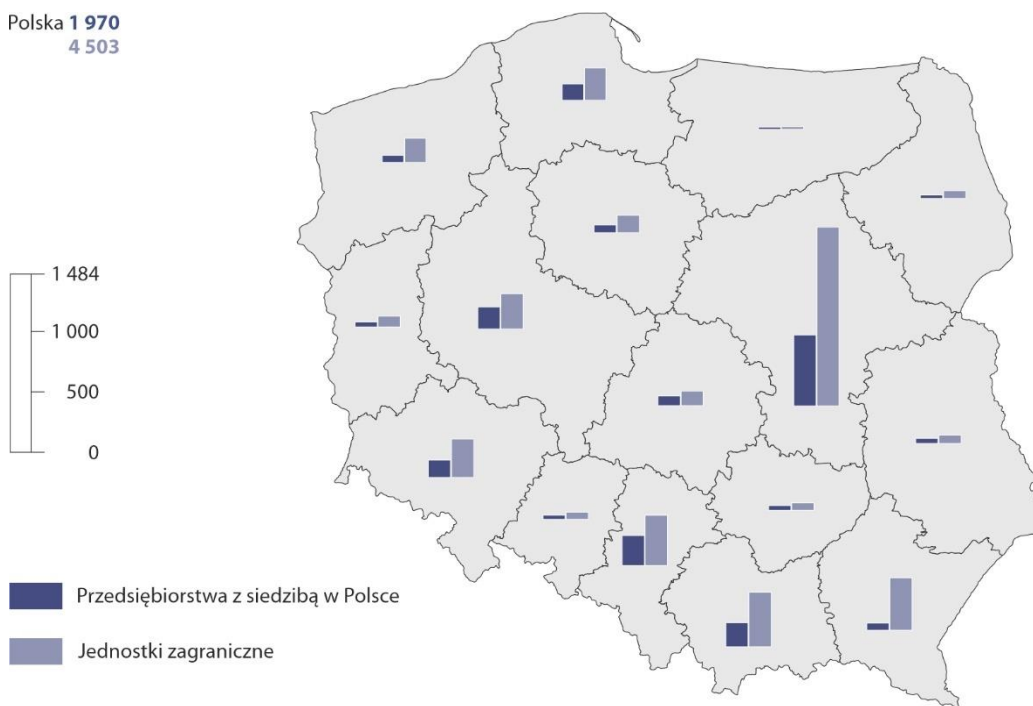 Polska 1 970
4 503
1 484
1 000
500
0
Przedsiębiorstwa z siedzibą w Polsce
Jednostki zagraniczne